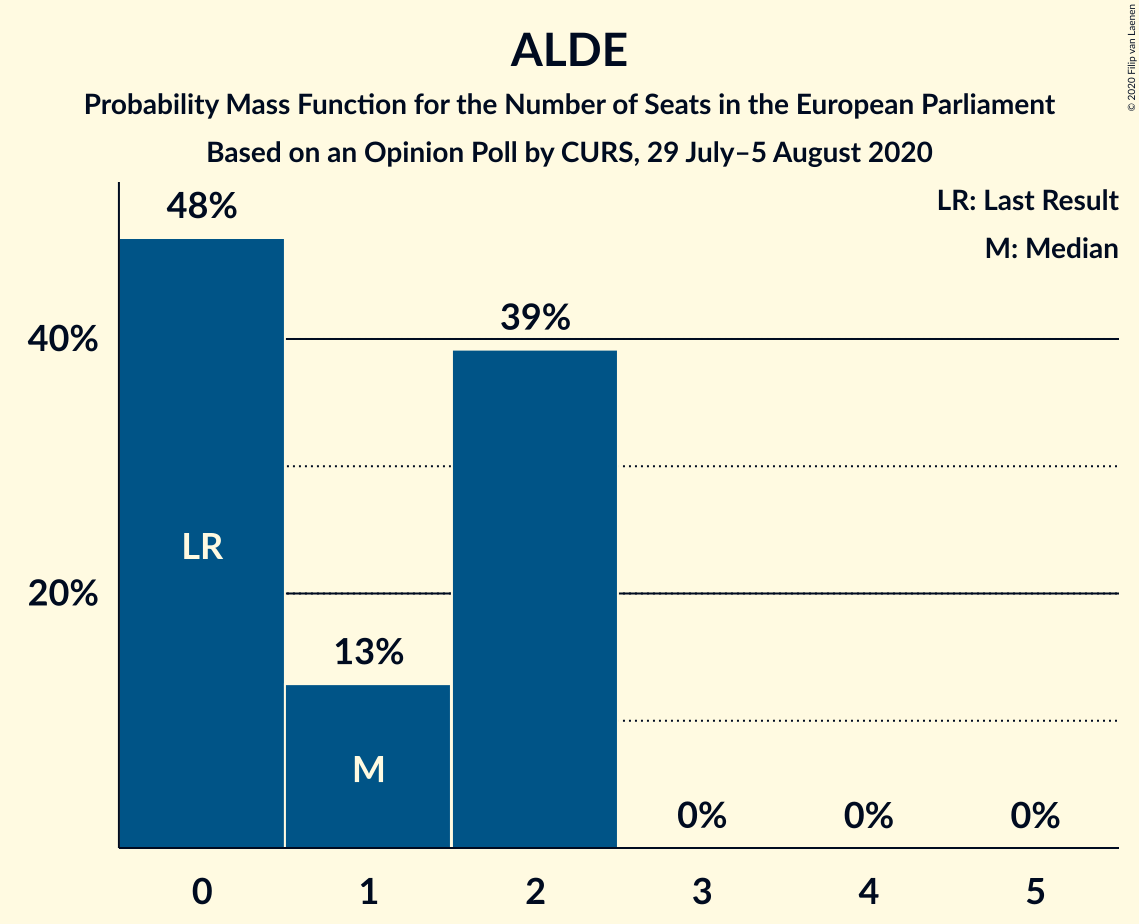 ALDE
Probability Mass Function for the Number of Seats in the European Parliament
Based on an Opinion Poll by CURS, 29 July–5 August 2020
© 2020 Filip van Laenen
LR: Last Result
M: Median
48%
39%
40%
LR
20%
13%
M
0%
0%
0%
0
1
2
3
4
5